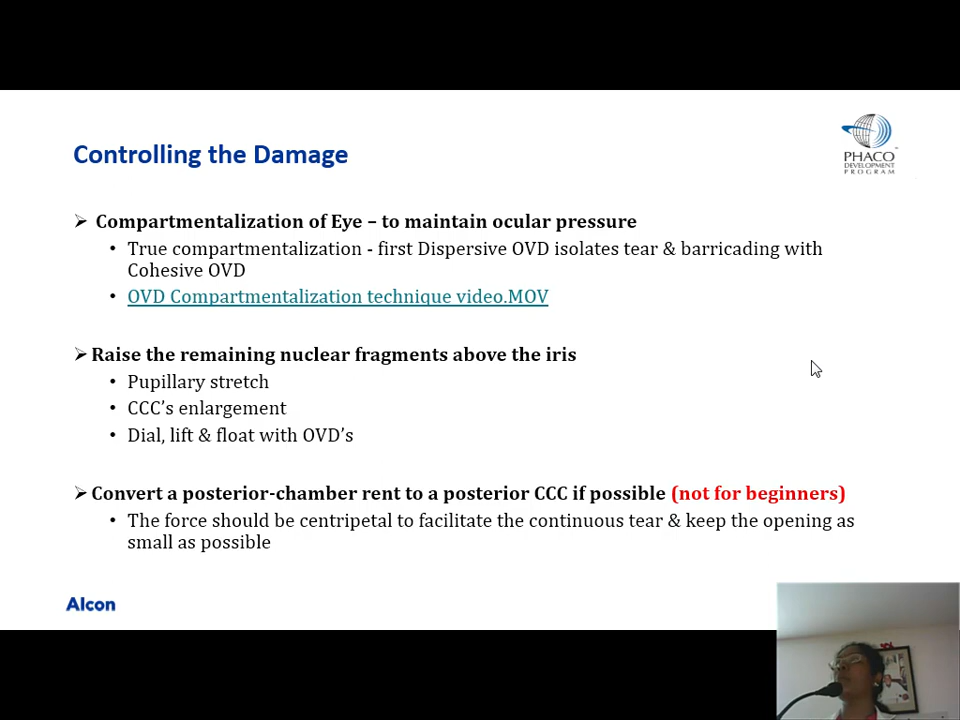 PHACO
DEVELOPMENT
PROGRAM
Controlling the Damage
➢ Compartmentalization of Eye – to maintain ocular pressure
• True compartmentalization - first Dispersive OVD isolates tear & barricading with
Cohesive OVD
• OVD Compartmentalization technique video.MOV
➢ Raise the remaining nuclear fragments above the iris
• Pupillary stretch
• CCC's enlargement
• Dial, lift & float with OVD's
➢ Convert a posterior-chamber rent to a posterior CCC if possible (not for beginners)
• The force should be centripetal to facilitate the continuous tear & keep the opening as
small as possible
Alcon